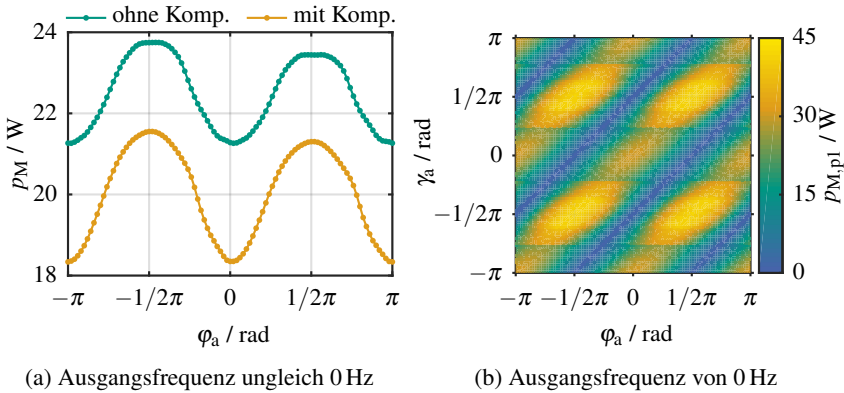 ohne Komp. mit Komp.
24
22
20
18
p_M / W
−π −1/2π 0 1/2π π
φ_a / rad
(a) Ausgangsfrequenz ungleich 0 Hz
π
1/2π
0
−1/2π
−π
γ_a / rad
−π −1/2π 0 1/2π π
φ_a / rad
45
30
15
0
p_M,p1 / W
(b) Ausgangsfrequenz von 0 Hz